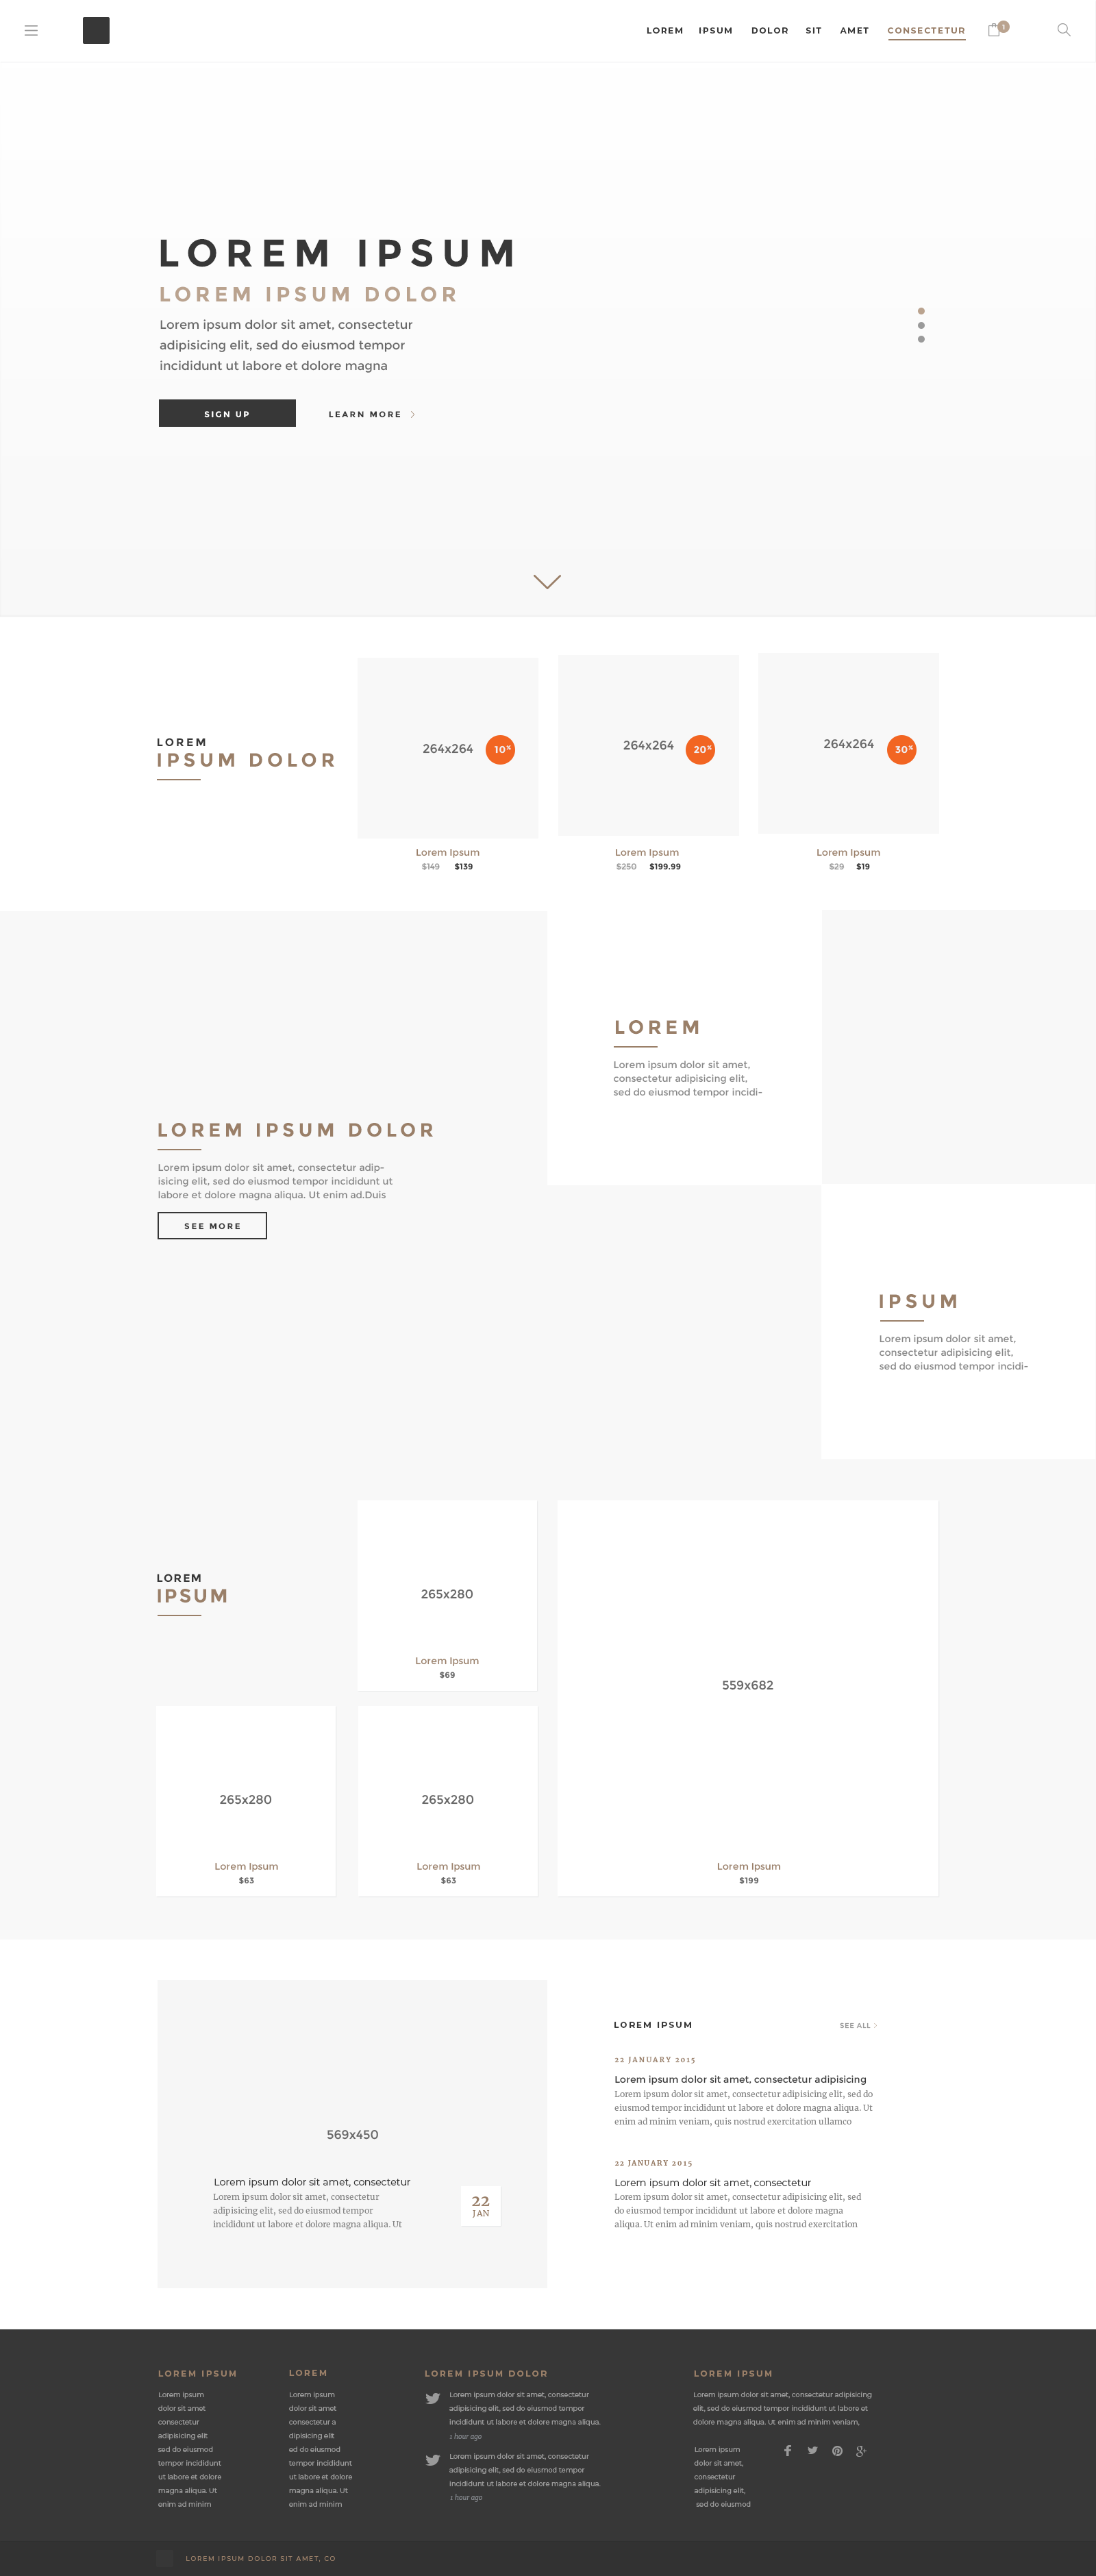 LOREM IPSUM DOLOR SIT AMET CONSECTETUR 1
LOREM IPSUM
LOREM IPSUM DOLOR
Lorem ipsum dolor sit amet, consectetur
adipisicing elit, sed do eiusmod tempor
incididunt ut labore et dolore magna
SIGN UP LEARN MORE
LOREM
IPSUM DOLOR
264x264 10%
Lorem Ipsum
$149 $139
264x264 20%
Lorem Ipsum
$250 $199.99
264x264 30%
Lorem Ipsum
$29 $19
LOREM
Lorem ipsum dolor sit amet,
consectetur adipisicing elit,
sed do eiusmod tempor incidi-
LOREM IPSUM DOLOR
Lorem ipsum dolor sit amet, consectetur adip-
isicing elit, sed do eiusmod tempor incididunt ut
labore et dolore magna aliqua. Ut enim ad.Duis
SEE MORE
IPSUM
Lorem ipsum dolor sit amet,
consectetur adipisicing elit,
sed do eiusmod tempor incidi-
LOREM
IPSUM
265x280
Lorem Ipsum
$69
559x682
Lorem Ipsum
$199
265x280
Lorem Ipsum
$63
265x280
Lorem Ipsum
$63
569x450
Lorem ipsum dolor sit amet, consectetur
Lorem ipsum dolor sit amet, consectetur
adipisicing elit, sed do eiusmod tempor
incididunt ut labore et dolore magna aliqua. Ut
22
JAN
LOREM IPSUM SEE ALL
22 JANUARY 2015
Lorem ipsum dolor sit amet, consectetur adipisicing
Lorem ipsum dolor sit amet, consectetur adipisicing elit, sed do
eiusmod tempor incididunt ut labore et dolore magna aliqua. Ut
enim ad minim veniam, quis nostrud exercitation ullamco
22 JANUARY 2015
Lorem ipsum dolor sit amet, consectetur
Lorem ipsum dolor sit amet, consectetur adipisicing elit, sed
do eiusmod tempor incididunt ut labore et dolore magna
aliqua. Ut enim ad minim veniam, quis nostrud exercitation
LOREM IPSUM
Lorem ipsum
dolor sit amet
consectetur
adipisicing elit
sed do eiusmod
tempor incididunt
ut labore et dolore
magna aliqua. Ut
enim ad minim
LOREM
Lorem ipsum
dolor sit amet
consectetur a
dipisicing elit
ed do eiusmod
tempor incididunt
ut labore et dolore
magna aliqua. Ut
enim ad minim
LOREM IPSUM DOLOR
Lorem ipsum dolor sit amet, consectetur
adipisicing elit, sed do eiusmod tempor
incididunt ut labore et dolore magna aliqua.
1 hour ago
Lorem ipsum dolor sit amet, consectetur
adipisicing elit, sed do eiusmod tempor
incididunt ut labore et dolore magna aliqua.
1 hour ago
LOREM IPSUM
Lorem ipsum dolor sit amet, consectetur adipisicing
elit, sed do eiusmod tempor incididunt ut labore et
dolore magna aliqua. Ut enim ad minim veniam,
Lorem ipsum
dolor sit amet,
consectetur
adipisicing elit,
sed do eiusmod
LOREM IPSUM DOLOR SIT AMET, CO